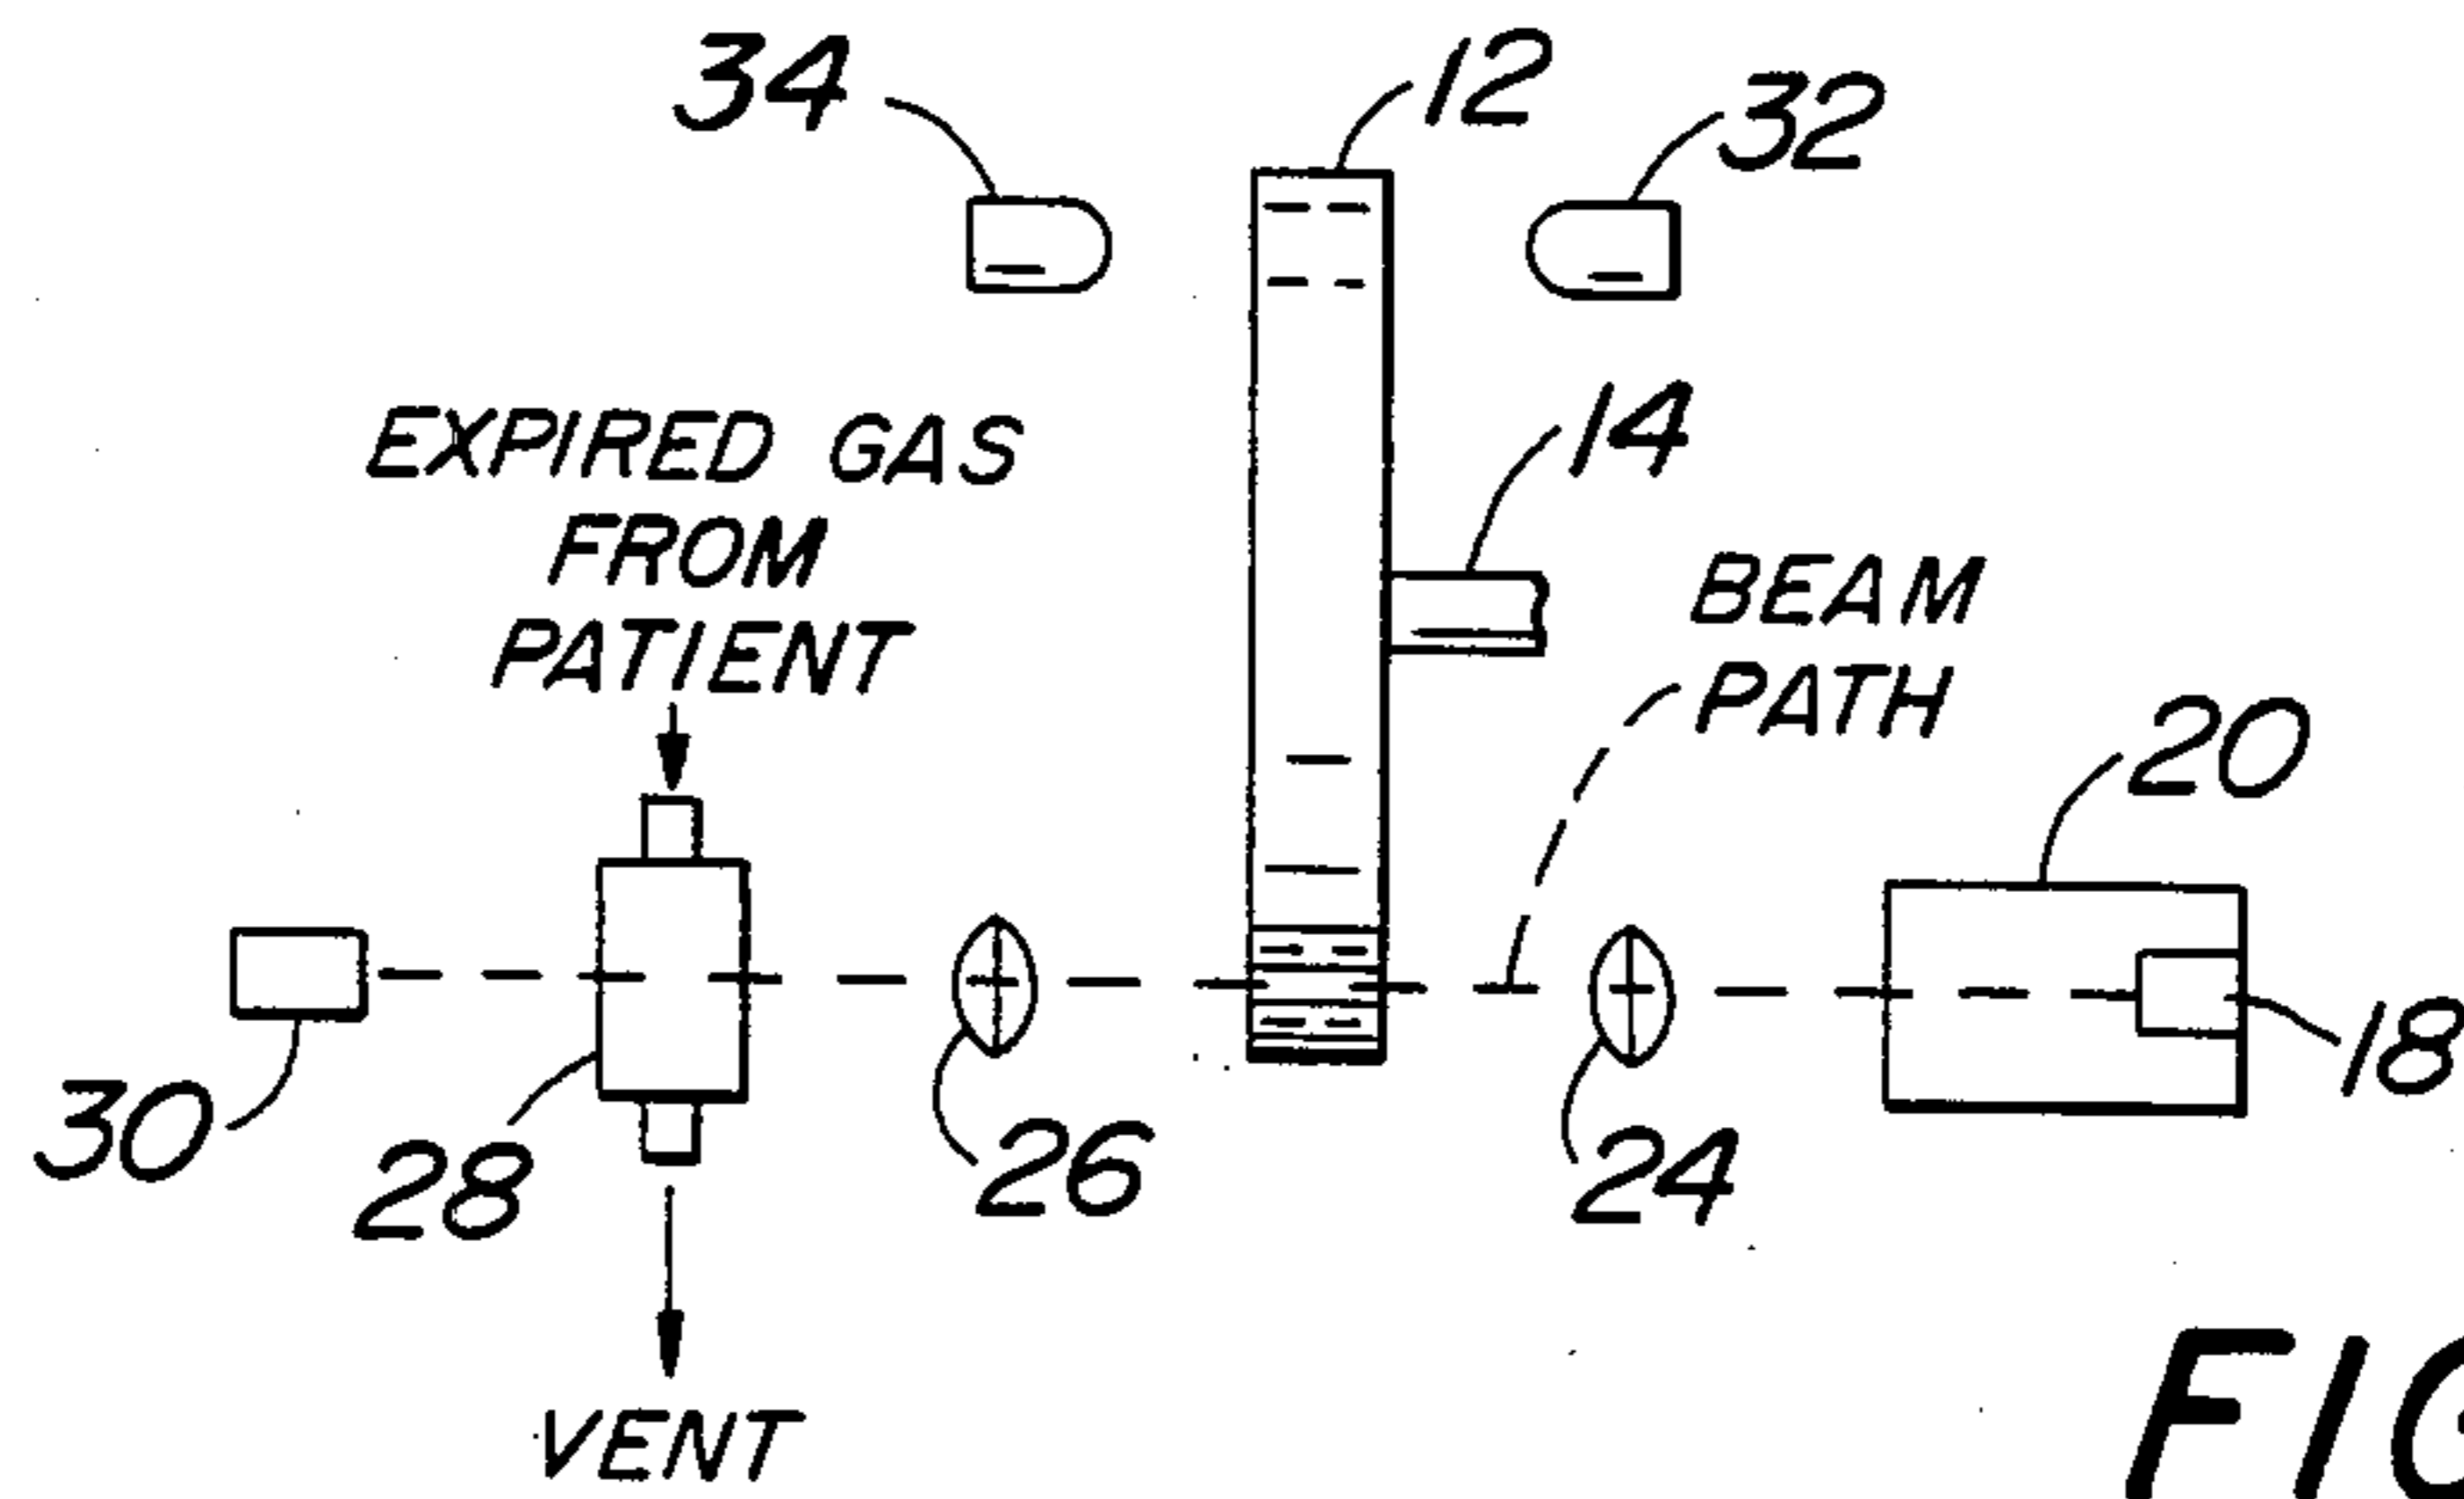 34
12
32
EXPIRED GAS
FROM
PATIENT
14
BEAM
PATH
20
18
30
28
26
24
VENT